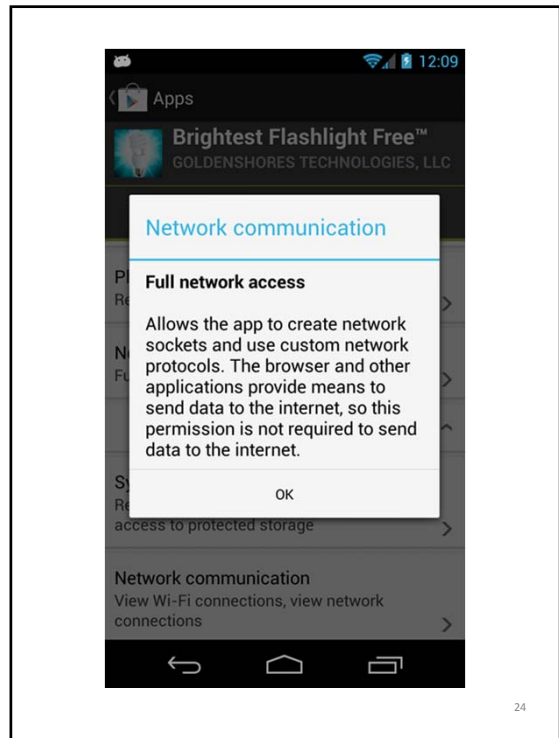 12:09
Apps
Brightest Flashlight Free™
GOLDENSHORES TECHNOLOGIES, LLC
Network communication
Full network access
Allows the app to create network
sockets and use custom network
protocols. The browser and other
applications provide means to
send data to the internet, so this
permission is not required to send
data to the internet.
OK
access to protected storage
Network communication
View Wi-Fi connections, view network
connections
24